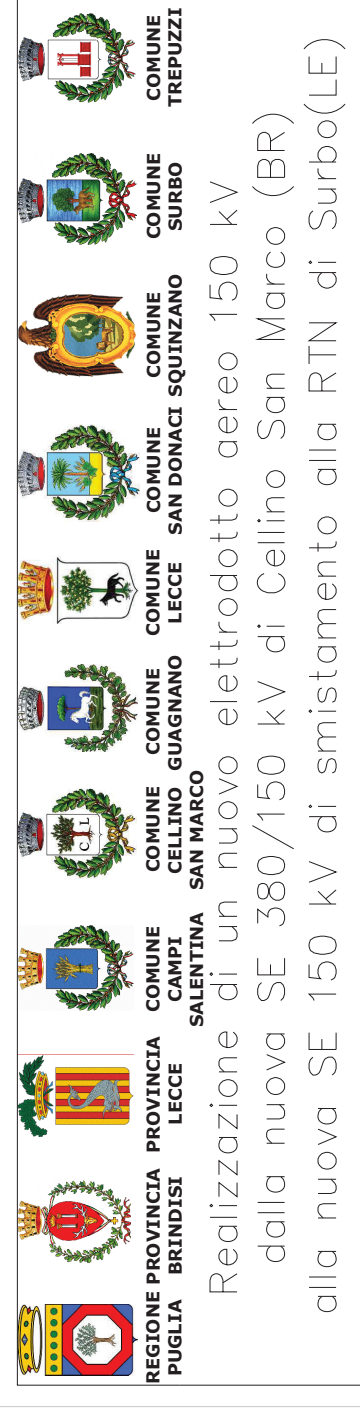 REGIONE
PUGLIA
PROVINCIA
BRINDISI
PROVINCIA
LECCE
COMUNE
CAMPI
SALENTINA
COMUNE
CELLINO
SAN MARCO
COMUNE
GUAGNANO
COMUNE
LECCE
COMUNE
SAN DONACI
COMUNE
SQUINZANO
COMUNE
SURBO
COMUNE
TREPUZZI
C L
Realizzazione di un nuovo elettrodotto aereo 150 kV
dalla nuova SE 380/150 kV di Cellino San Marco (BR)
alla nuova SE 150 kV di smistamento alla RTN di Surbo(LE)